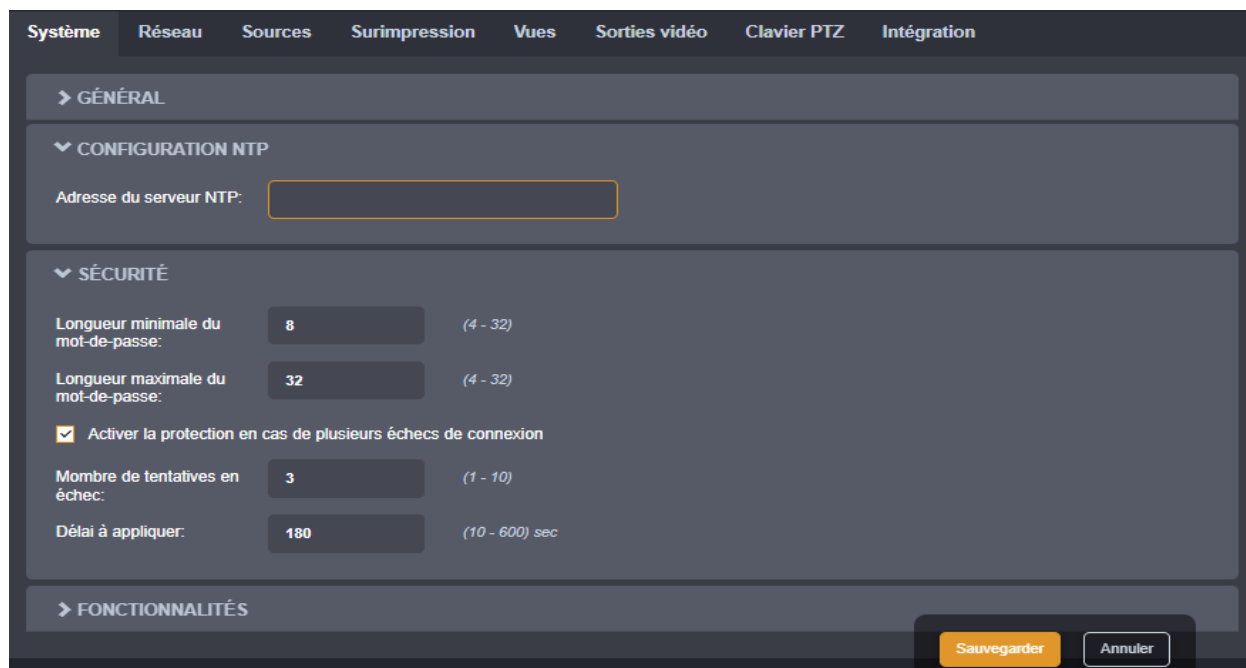 Système Réseau Sources Surimpression Vues Sorties vidéo Clavier PTZ Intégration
GÉNÉRAL
CONFIGURATION NTP
Adresse du serveur NTP:
SÉCURITÉ
Longueur minimale du
mot-de-passe:
8 (4 - 32)
Longueur maximale du
mot-de-passe:
32 (4 - 32)
Activer la protection en cas de plusieurs échecs de connexion
Mombre de tentatives en
échec:
3 (1 - 10)
Délai à appliquer: 180 (10 - 600) sec
FONCTIONNALITÉS
Sauvegarder Annuler